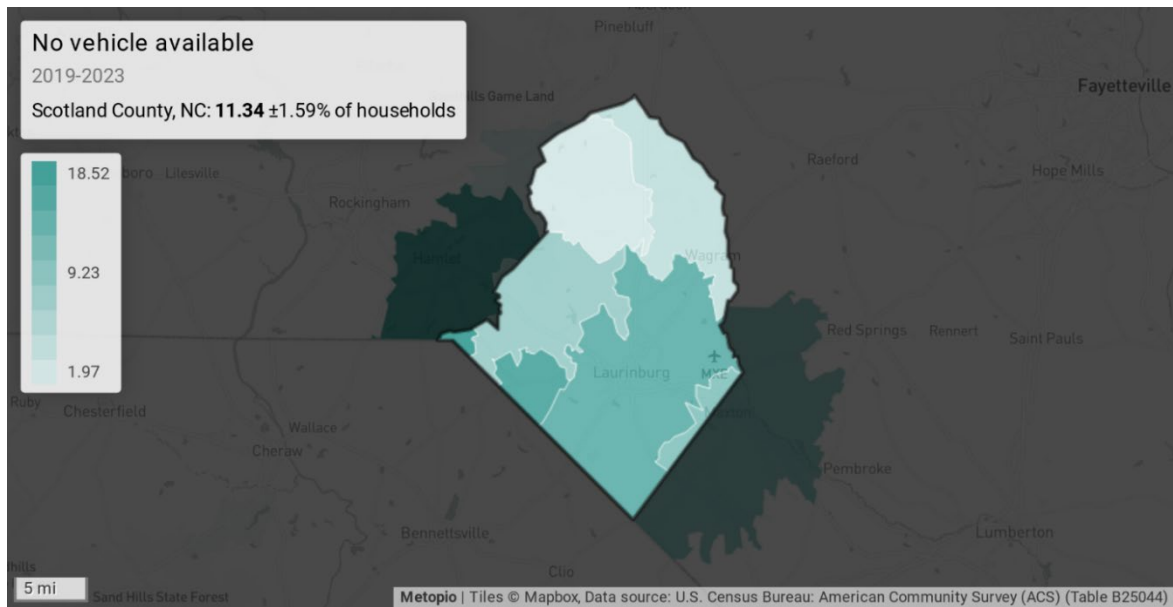 No vehicle available
2019-2023
Scotland County, NC: 11.34 ±1.59% of households
18.52
9.23
1.97
Pinebluff
Fayetteville
hills Game Land
boro
Lilesville
Raeford
Hope Mills
Rockingham
Hamlet
Wagram
Red Springs
Rennert
Saint Pauls
Laurinburg
MXE
Ruby
Chesterfield
Wallace
Cheraw
Pembroke
Bennettsville
Lumberton
Clio
hills
5 mi
Sand Hills State Forest
Metopio | Tiles © Mapbox, Data source: U.S. Census Bureau: American Community Survey (ACS) (Table B25044)